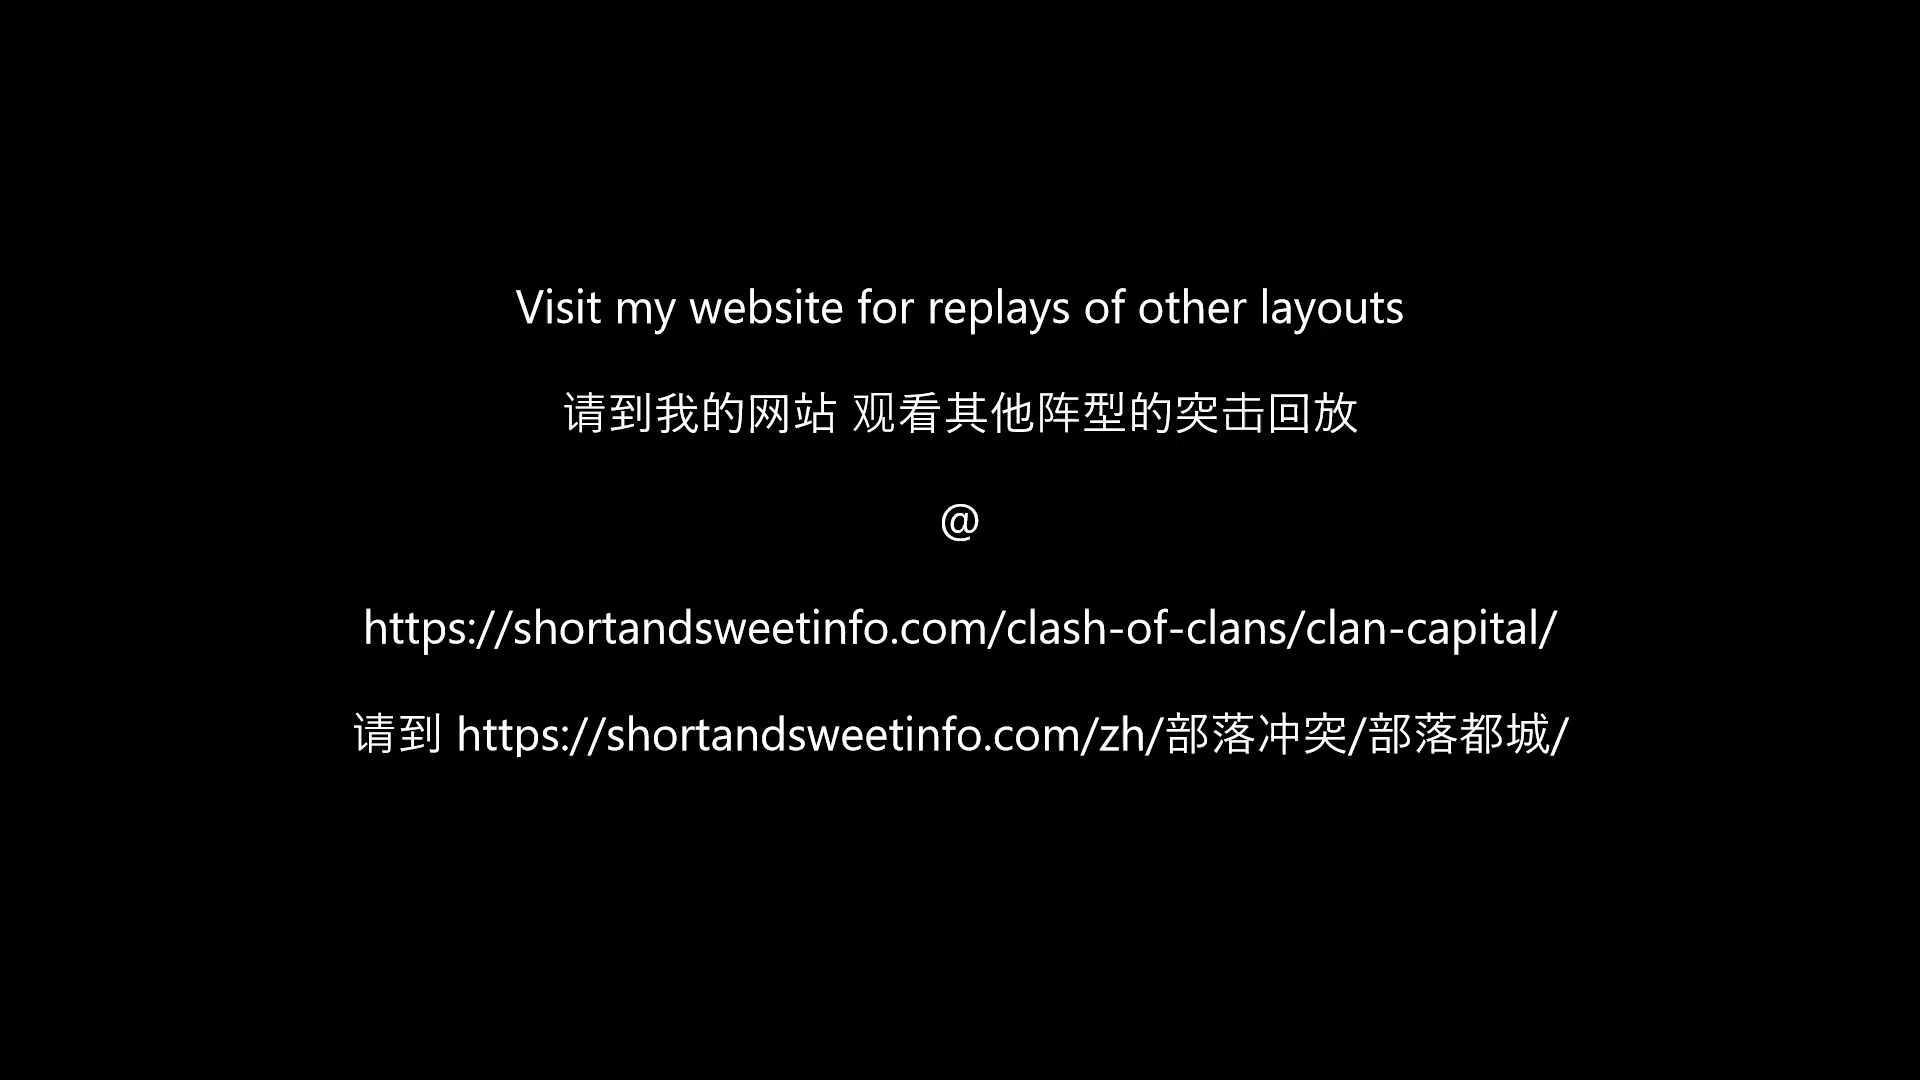 Visit my website for replays of other layouts
请到我的网站 观看其他阵型的突击回放
@
https://shortandsweetinfo.com/clash-of-clans/clan-capital/
请到 https://shortandsweetinfo.com/zh/部落冲突/部落都城/